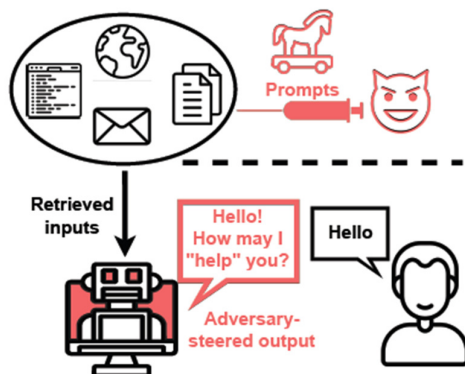 Prompts
Retrieved
inputs
Hello!
How may I
"help" you?
Hello
Adversary-
steered output